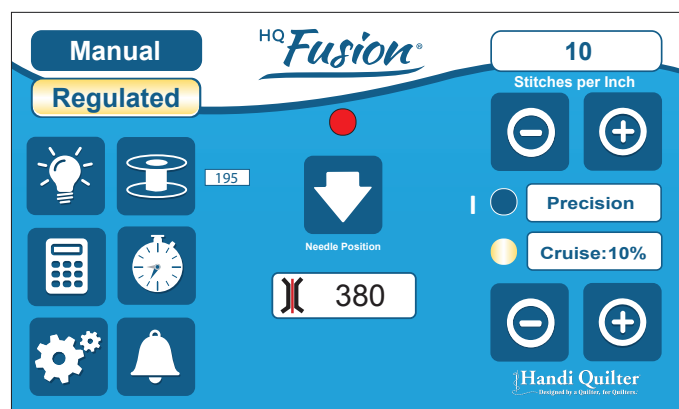 Manual
Regulated
HQ Fusion®
10
Stitches per Inch
195
Needle Position
380
Precision
Cruise:10%
Handi Quilter
Designed by a Quilter, for Quilters.